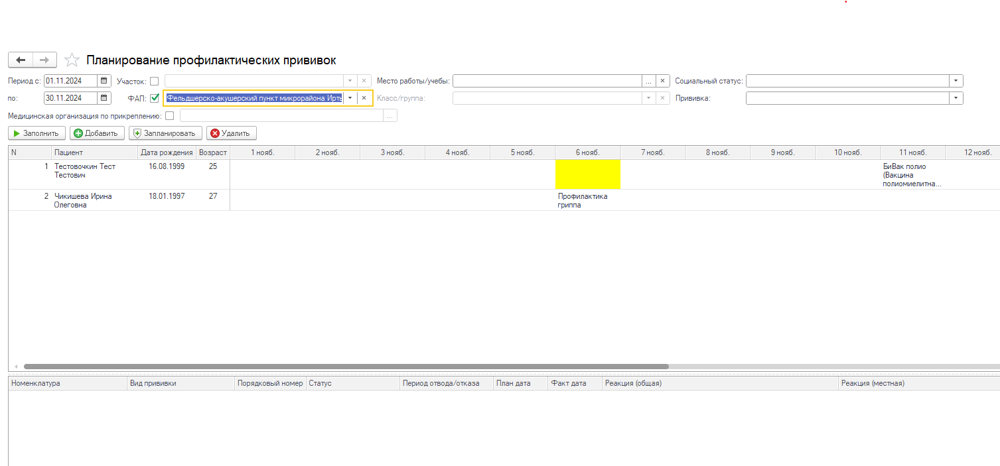 Планирование профилактических прививок
Период с: 01.11.2024 Участок: Место работы/учебы: ... Социальный статус:
по: 30.11.2024 ФАП: Фельдшерско-акушерский пункт микрорайона Ирть Класс/группа: Прививка:
Медицинская организация по прикреплению: ...
Заполнить Добавить Запланировать Удалить
N Пациент Дата рождения Возраст 1 нояб. 2 нояб. 3 нояб. 4 нояб. 5 нояб. 6 нояб. 7 нояб. 8 нояб. 9 нояб. 10 нояб. 11 нояб. 12 нояб.
1 Тестовочкин Тест 16.08.1999 25 БиВак полио
Тестович (Вакцина
полиомиелитна...
2 Чикишева Ирина 18.01.1997 27 Профилактика
Олеговна гриппа
Номенклатура Вид прививки Порядковый номер Статус Период отвода/отказа План дата Факт дата Реакция (общая) Реакция (местная)